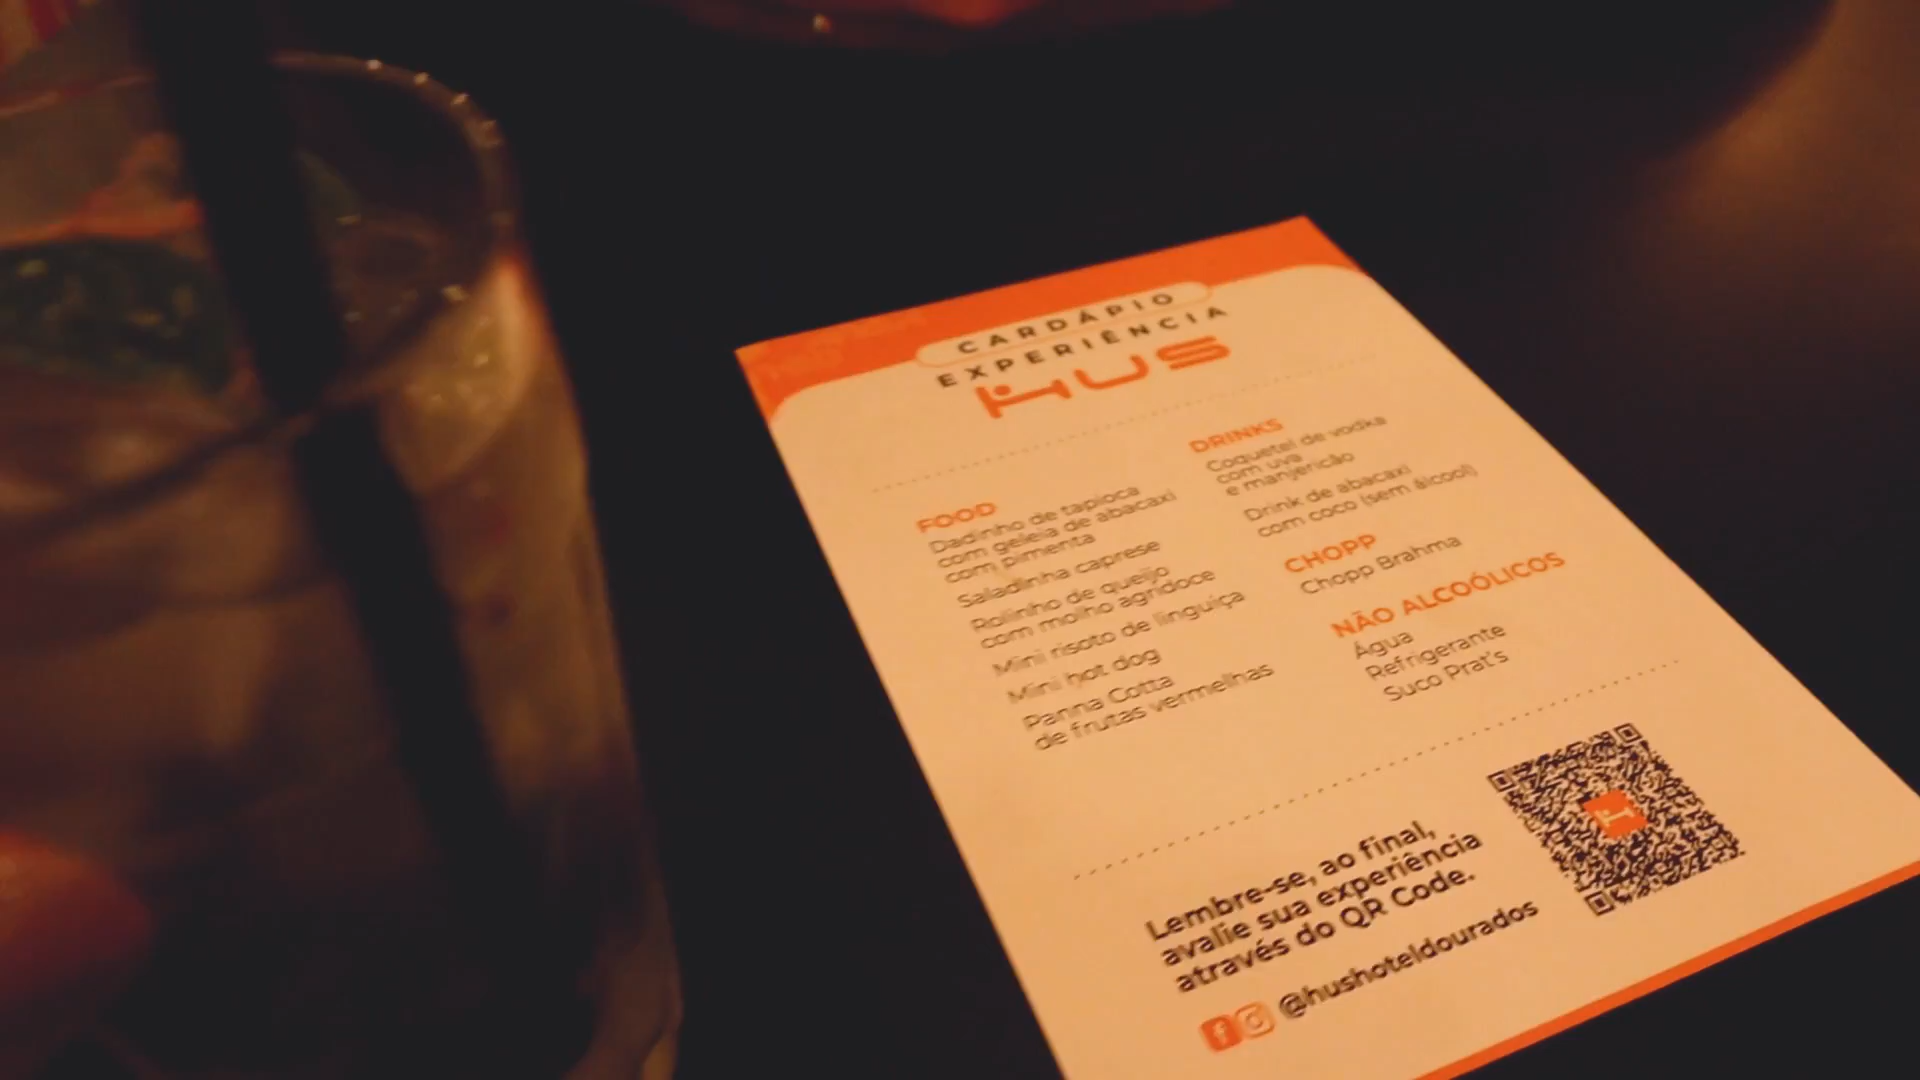 CARDÁPIO
EXPERIÊNCIA
HUS
FOOD
Dadinho de tapioca
com geleia de abacaxi
com pimenta
Saladinha caprese
Rolinho de queijo
com molho agridoce
Mini risoto de linguiça
Mini hot dog
Panna Cotta
de frutas vermelhas
DRINKS
Coquetel de vodka
com uva
e manjericão
Drink de abacaxi
com coco (sem álcool)
CHOPP
Chopp Brahma
NÃO ALCOÓLICOS
Água
Refrigerante
Suco Prat's
Lembre-se, ao final,
avalie sua experiência
através do QR Code.
@hushoteldourados